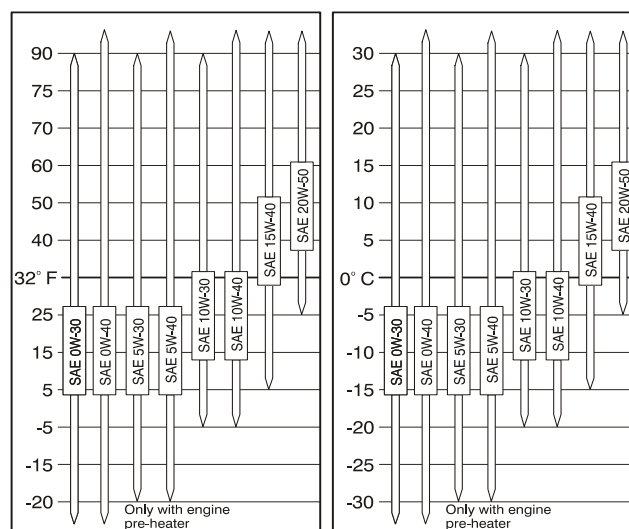 90
75
70
60
50
40
32° F
25
15
5
-5
-15
-20
SAE 0W-30
SAE 0W-40
SAE 5W-30
SAE 5W-40
SAE 10W-30
SAE 10W-40
SAE 15W-40
SAE 20W-50
Only with engine
pre-heater
30
25
20
15
10
5
0° C
-5
-10
-15
-20
-25
-30
SAE 0W-30
SAE 0W-40
SAE 5W-30
SAE 5W-40
SAE 10W-30
SAE 10W-40
SAE 15W-40
SAE 20W-50
Only with engine
pre-heater